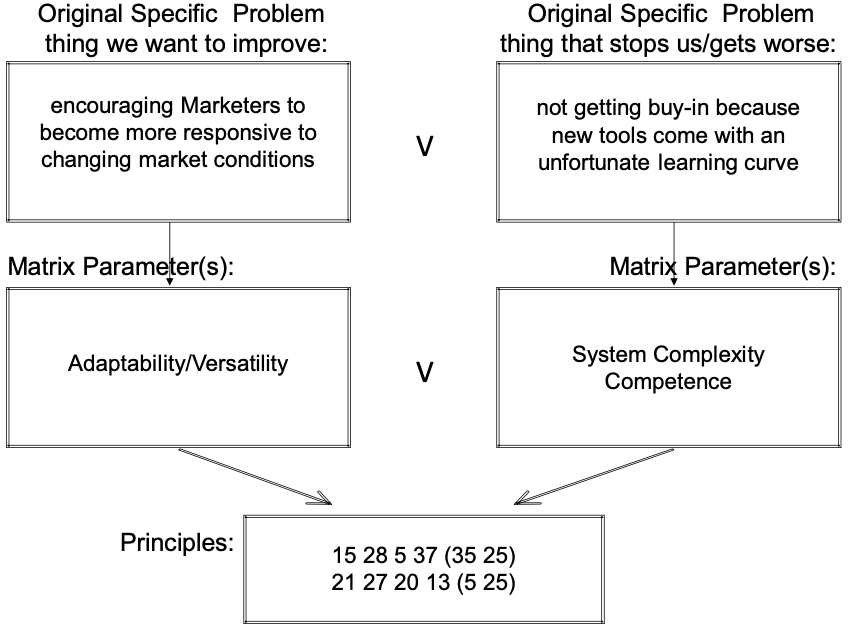 Original Specific Problem
thing we want to improve:
Original Specific Problem
thing that stops us/gets worse:
encouraging Marketers to
become more responsive to
changing market conditions
V
not getting buy-in because
new tools come with an
unfortunate learning curve
Matrix Parameter(s):
Matrix Parameter(s):
Adaptability/Versatility
V
System Complexity
Competence
Principles:
15 28 5 37 (35 25)
21 27 20 13 (5 25)